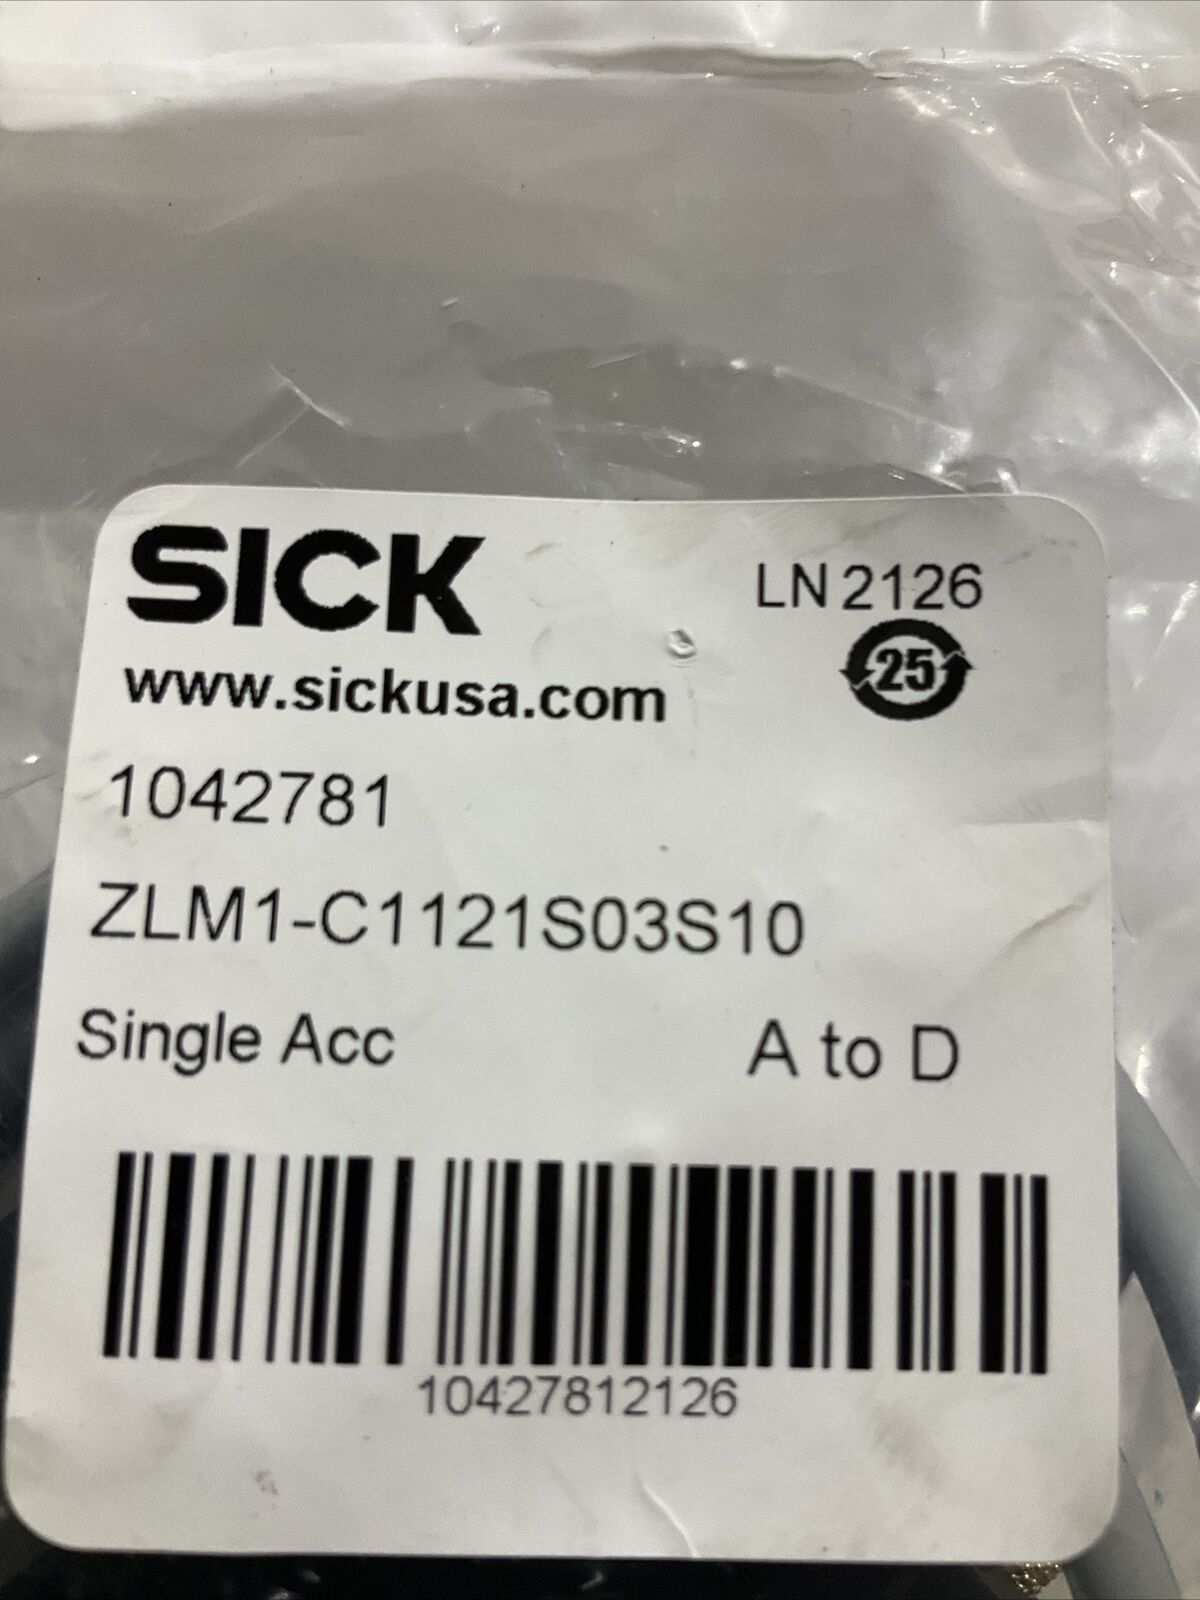 SICK
LN 2126
25
www.sickusa.com
1042781
ZLM1-C1121S03S10
Single Acc A to D
10427812126